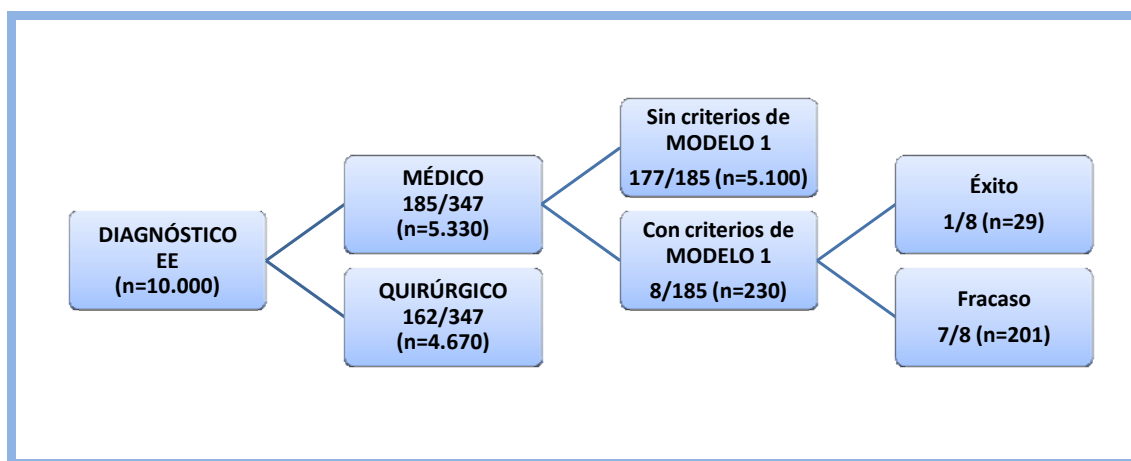 DIAGNÓSTICO
EE
(n=10.000)
MÉDICO
185/347
(n=5.330)
QUIRÚRGICO
162/347
(n=4.670)
Sin criterios de
MODELO 1
177/185 (n=5.100)
Con criterios de
MODELO 1
8/185 (n=230)
Éxito
1/8 (n=29)
Fracaso
7/8 (n=201)